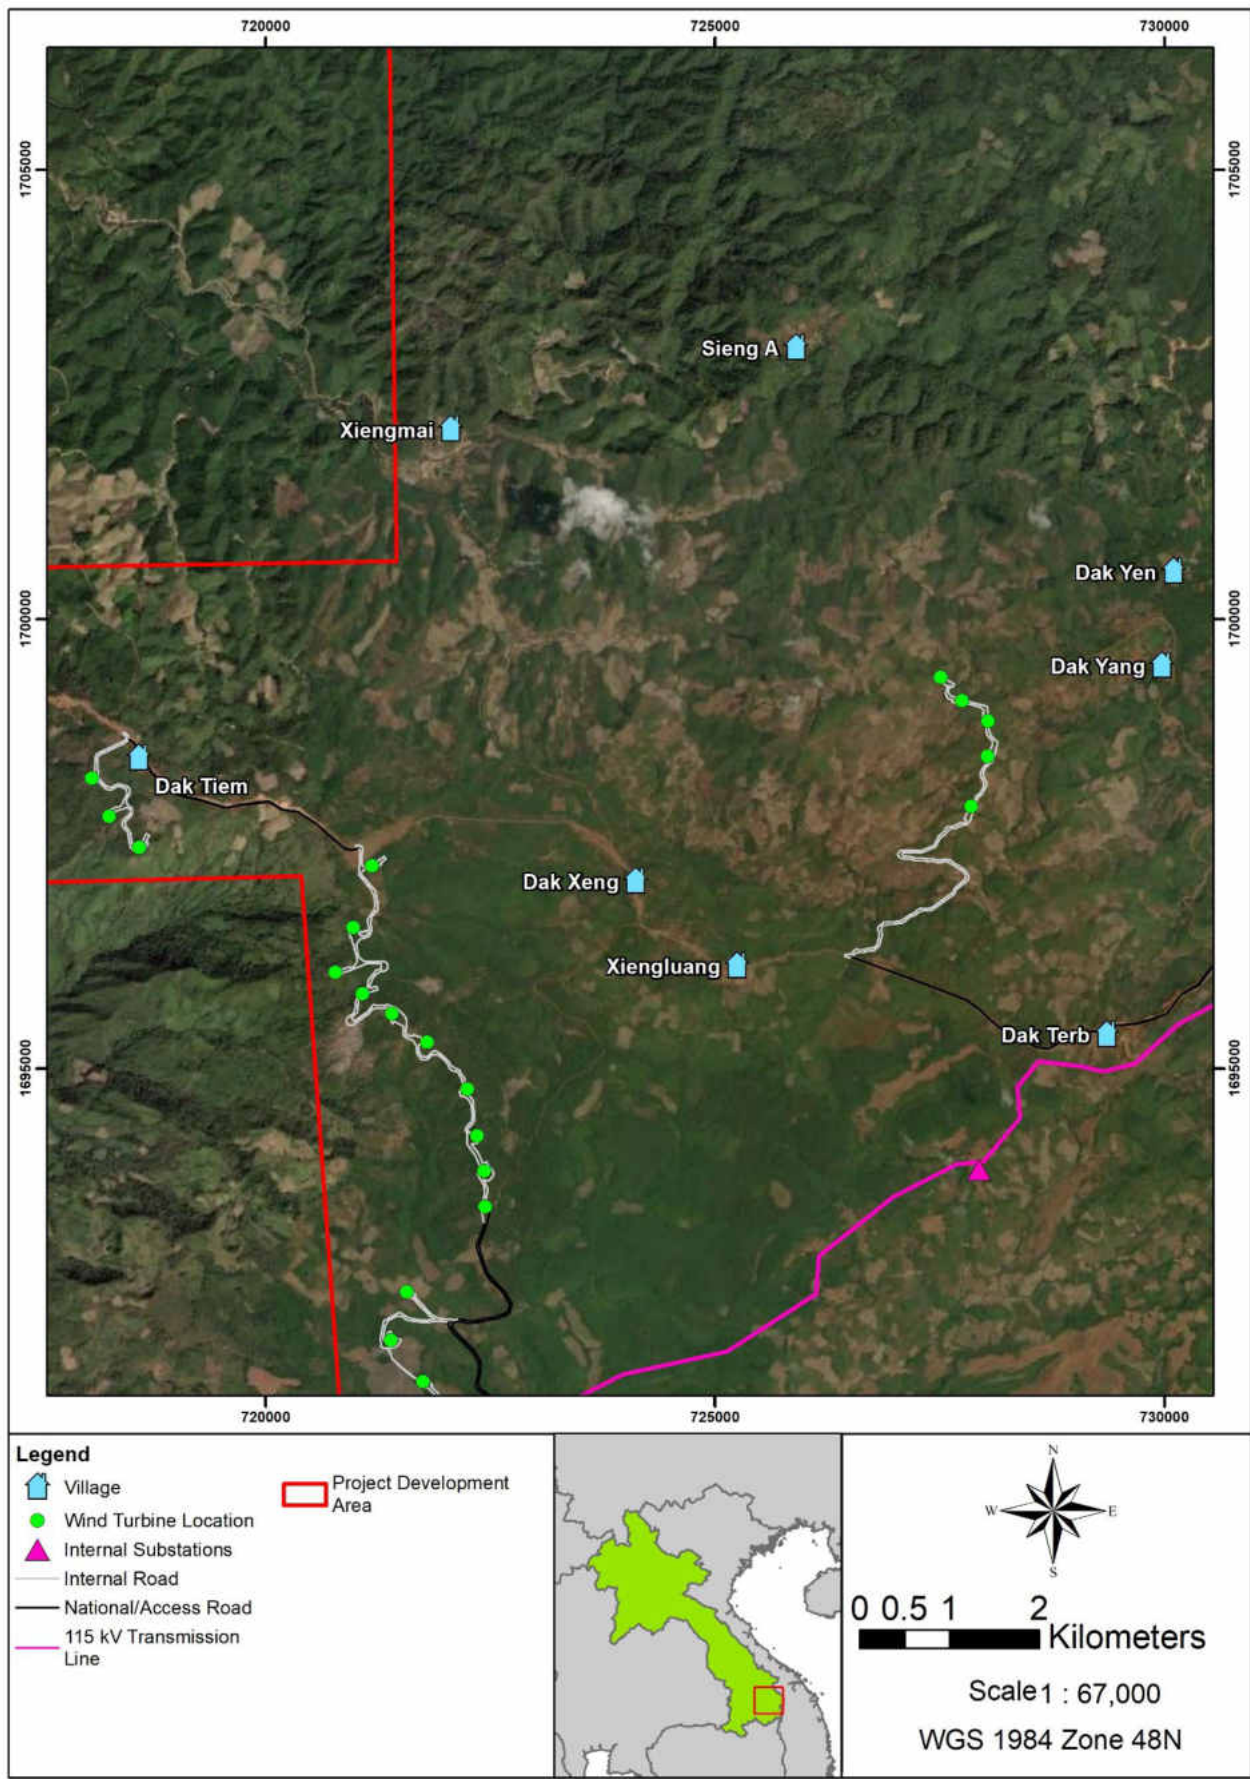 720000
725000
730000
1705000
1705000
Sieng A
Xiengmai
Dak Yen
1700000
1700000
Dak Yang
Dak Tiem
Dak Xeng
Xiengluang
Dak Terb
1695000
1695000
720000
725000
730000
Legend
Village
Wind Turbine Location
Internal Substations
Internal Road
National/Access Road
115 kV Transmission
Line
Project Development
Area
N
W
E
S
0 0.5 1 2
Kilometers
Scale 1 : 67,000
WGS 1984 Zone 48N